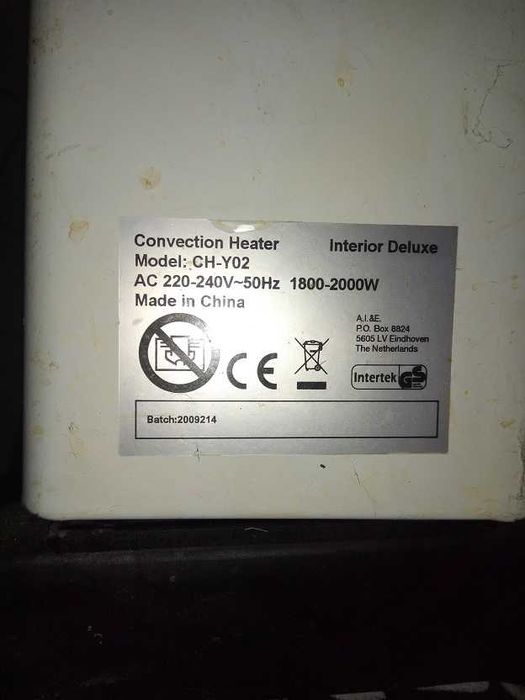 Convection Heater Interior Deluxe
Model: CH-Y02
AC 220-240V~50Hz 1800-2000W
Made in China
A.I.&E.
P.O. Box 8824
5605 LV Eindhoven
The Netherlands
CE
Intertek GS
Batch:2009214